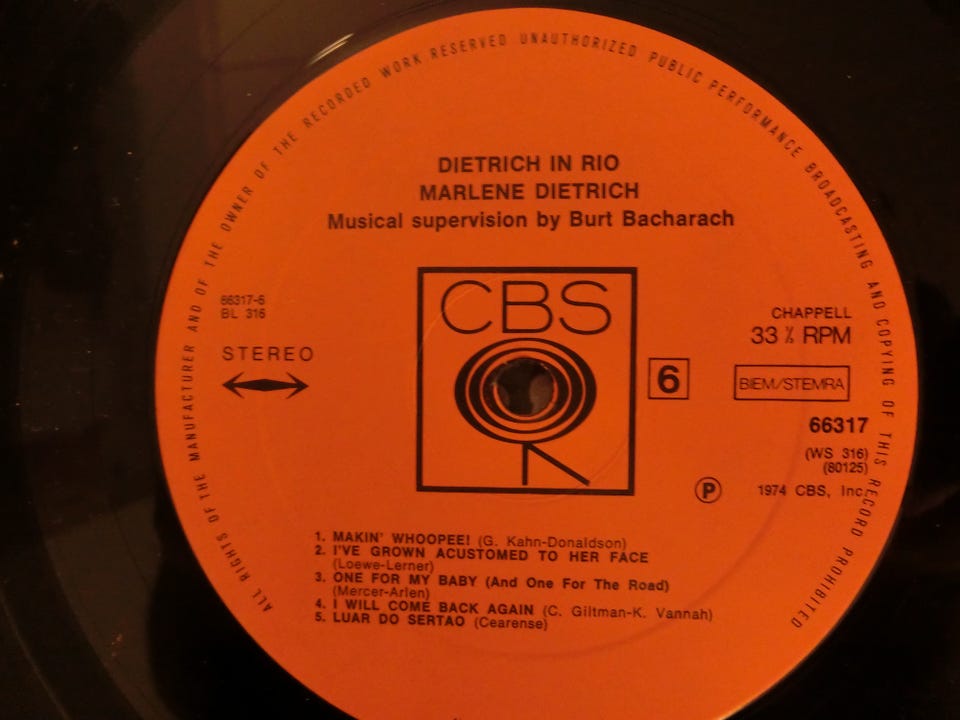 ALL RIGHTS OF THE MANUFACTURER AND OF THE OWNER OF THE RECORDED WORK RESERVED UNAUTHORIZED PUBLIC PERFORMANCE BROADCASTING AND COPYING OF THIS RECORD PROHIBITED
DIETRICH IN RIO
MARLENE DIETRICH
Musical supervision by Burt Bacharach
66317-6
BL 316
STEREO
CBS
6
CHAPPELL
33 ⅓ RPM
BIEM/STEMRA
66317
(WS 316)
(80125)
Ⓟ 1974 CBS, Inc.
1. MAKIN' WHOOPEE! (G. Kahn-Donaldson)
2. I'VE GROWN ACUSTOMED TO HER FACE
(Loewe-Lerner)
3. ONE FOR MY BABY (And One For The Road)
(Mercer-Arlen)
4. I WILL COME BACK AGAIN (C. Giltman-K. Vannah)
5. LUAR DO SERTAO (Cearense)